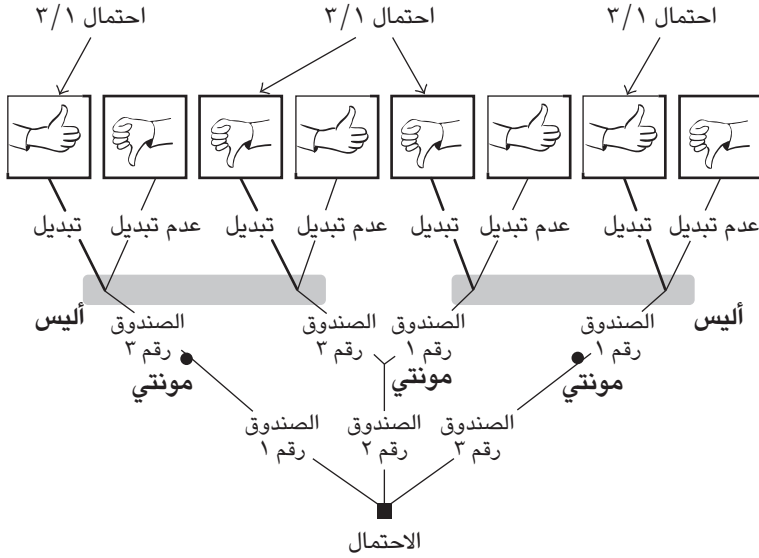 احتمال ٣/١ احتمال ٣/١ احتمال ٣/١
عدم تبديل تبديل عدم تبديل تبديل عدم تبديل تبديل عدم تبديل تبديل
أليس الصندوق الصندوق الصندوق الصندوق أليس
رقم ١ رقم ١ رقم ٣ رقم ٣
مونتي مونتي مونتي
الصندوق الصندوق الصندوق
رقم ٣ رقم ٢ رقم ١
الاحتمال